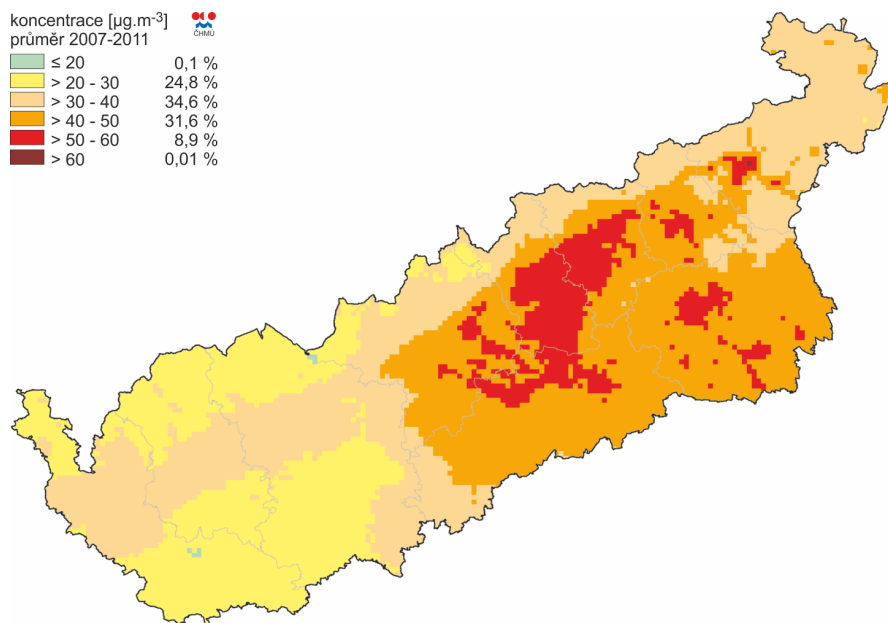 koncentrace [µg.m-3]
ČHMÚ
průměr 2007-2011
≤ 20 0,1 %
> 20 - 30 24,8 %
> 30 - 40 34,6 %
> 40 - 50 31,6 %
> 50 - 60 8,9 %
> 60 0,01 %